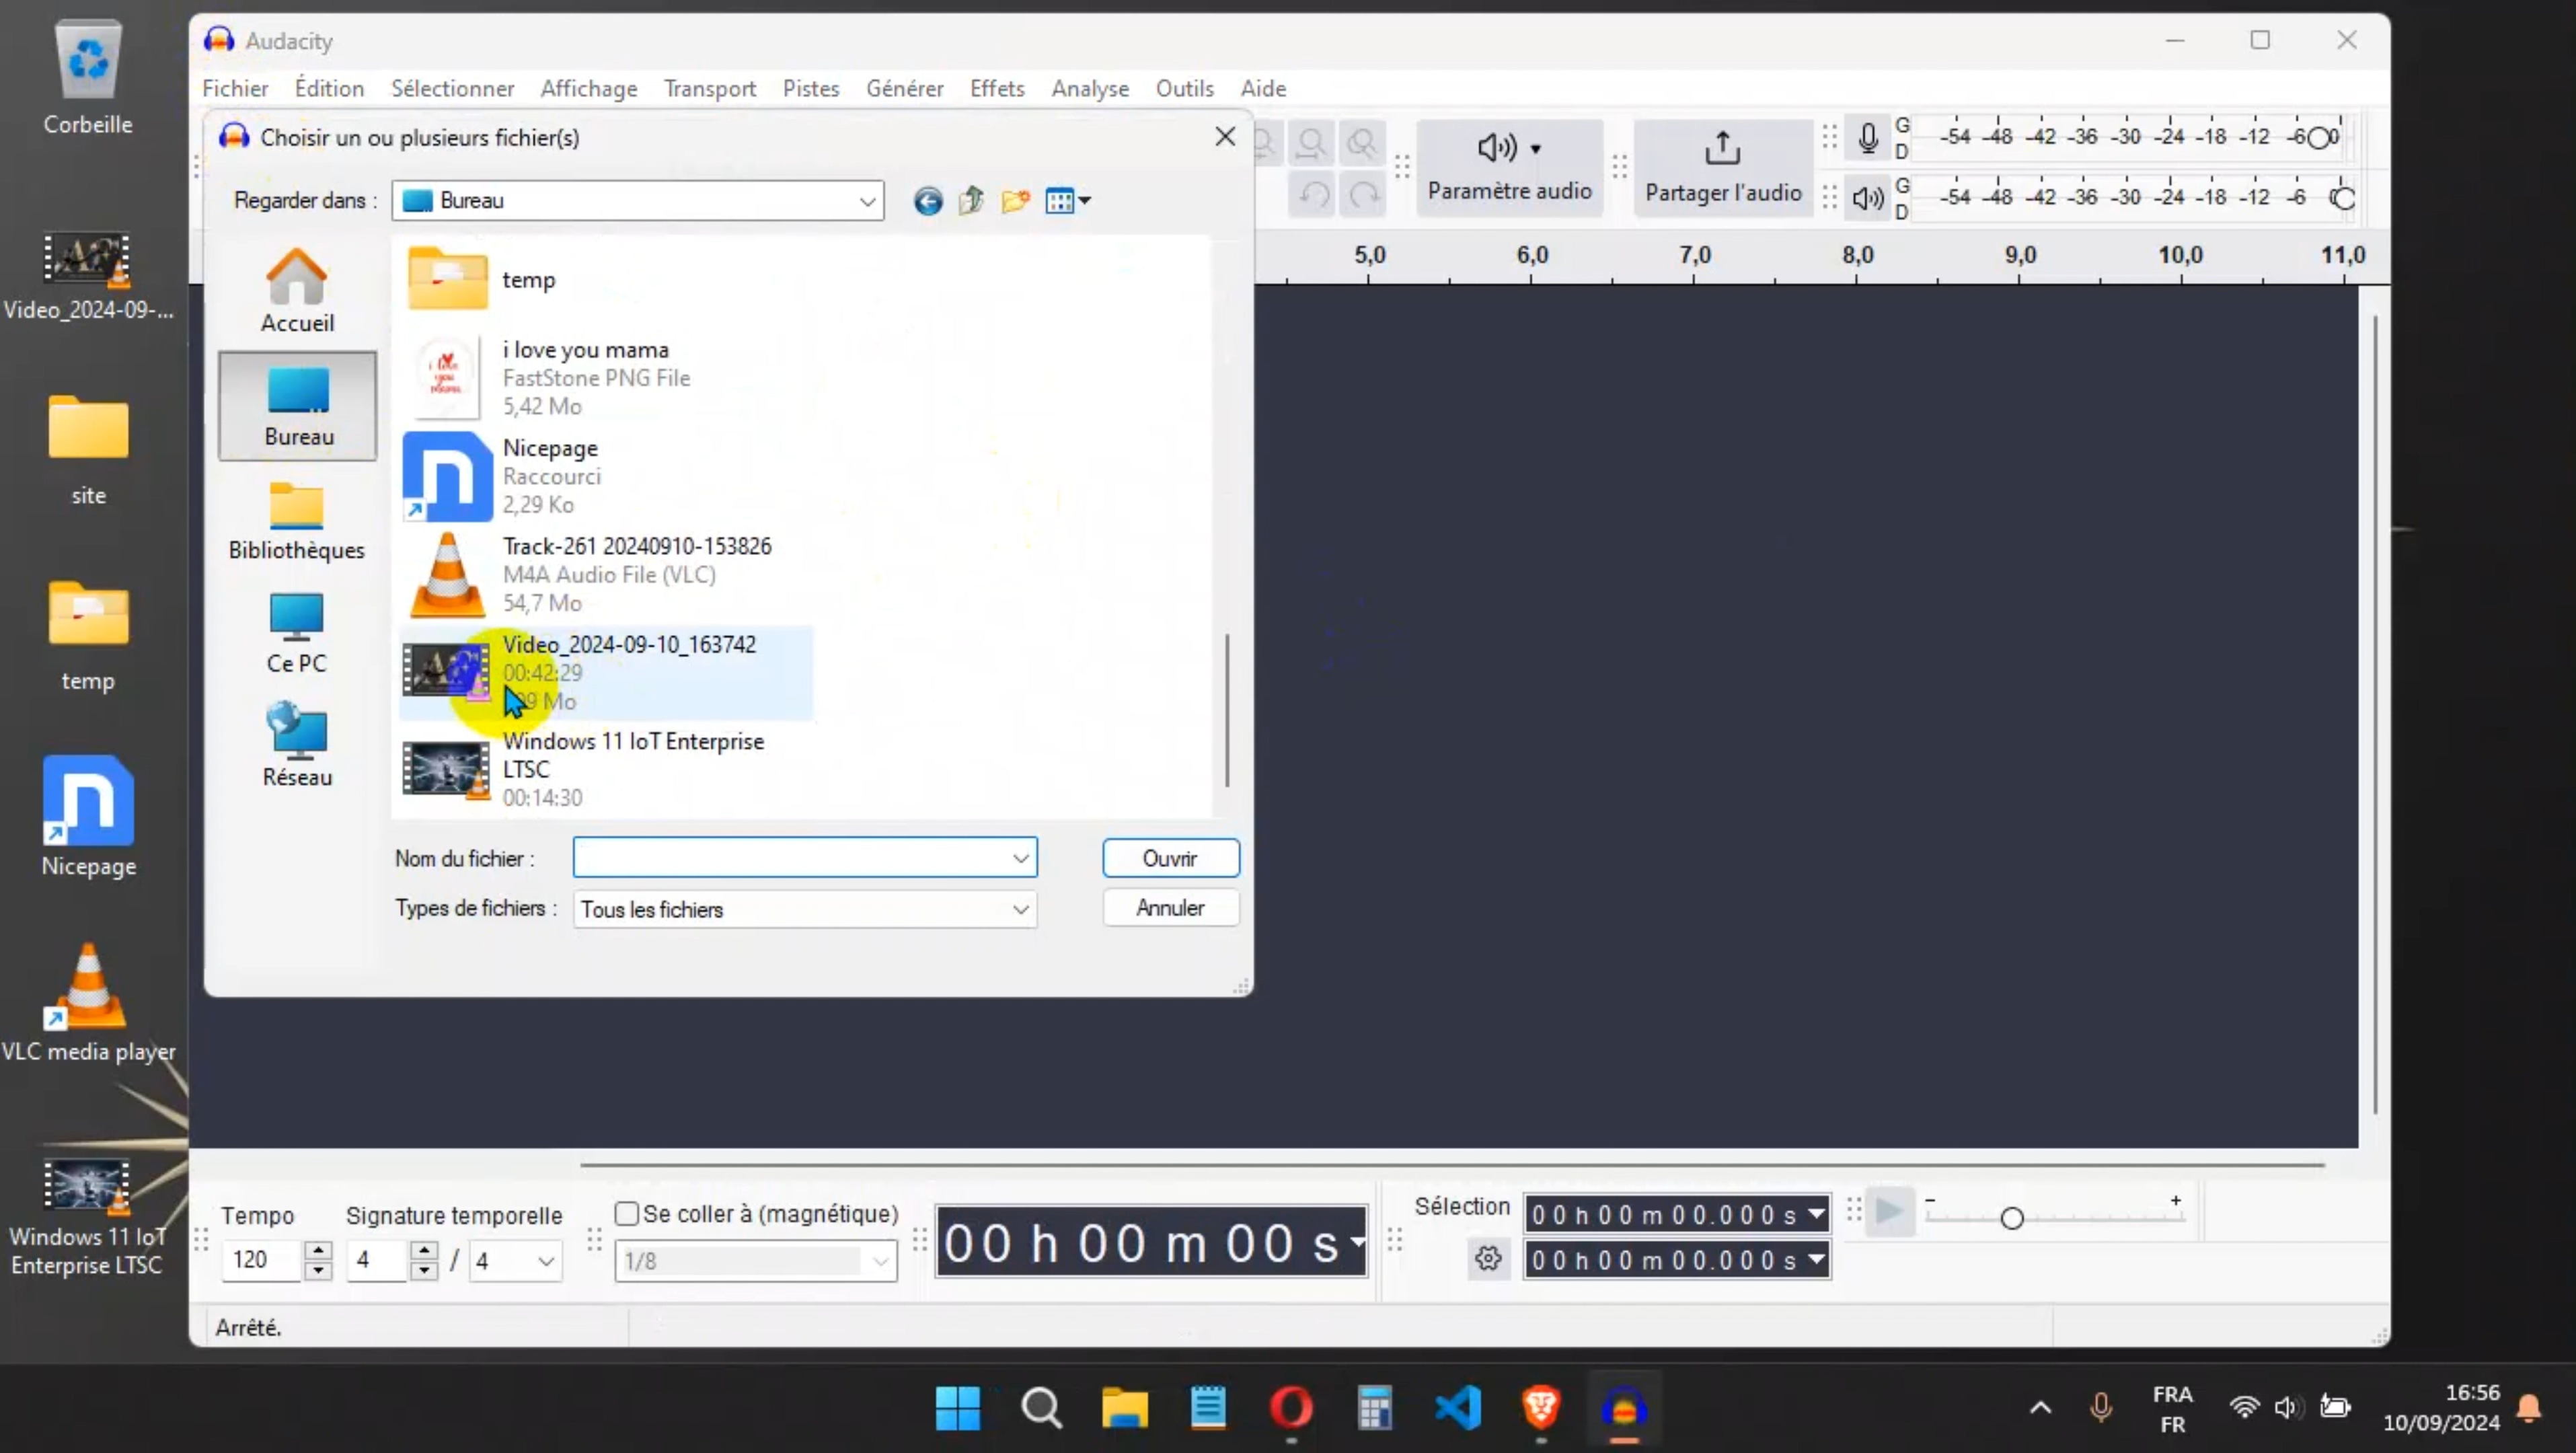 Corbeille
Video_2024-09-...
site
temp
Nicepage
VLC media player
Windows 11 IoT
Enterprise LTSC
Audacity
Fichier Édition Sélectionner Affichage Transport Pistes Générer Effets Analyse Outils Aide
Choisir un ou plusieurs fichier(s)
Regarder dans : Bureau
Accueil
Bureau
Bibliothèques
Ce PC
Réseau
temp
i love you mama
FastStone PNG File
5,42 Mo
Nicepage
Raccourci
2,29 Ko
Track-261 20240910-153826
M4A Audio File (VLC)
54,7 Mo
Video_2024-09-10_163742
00:42:29
Mo
Windows 11 IoT Enterprise
LTSC
00:14:30
Nom du fichier :
Ouvrir
Types de fichiers : Tous les fichiers
Annuler
Paramètre audio
Partager l'audio
G
D
-54 -48 -42 -36 -30 -24 -18 -12 -6 0
G
D
-54 -48 -42 -36 -30 -24 -18 -12 -6
5,0 6,0 7,0 8,0 9,0 10,0 11,0
Tempo
120
Signature temporelle
4 / 4
Se coller à (magnétique)
1/8
00 h 00 m 00 s
Sélection
00 h 00 m 00.000 s
00 h 00 m 00.000 s
- +
Arrêté.
FRA
FR
16:56
10/09/2024